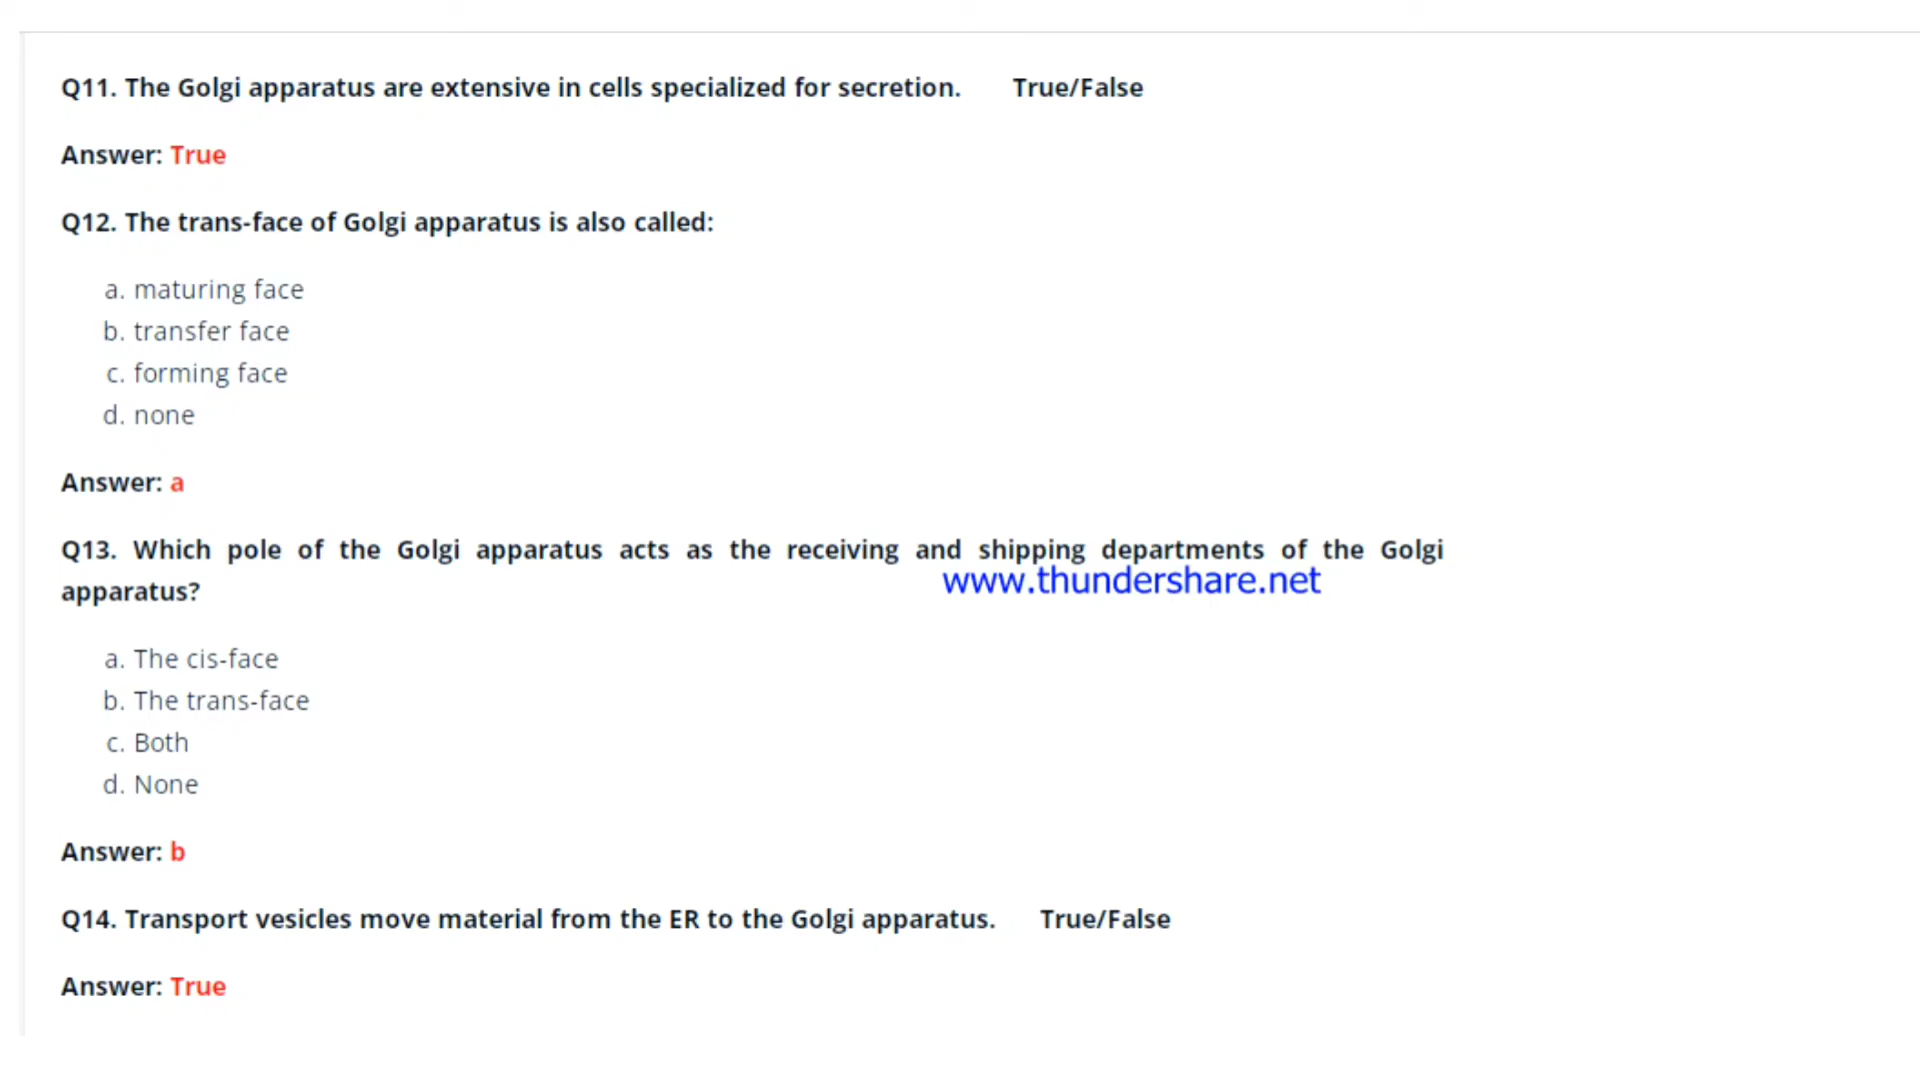 Q11. The Golgi apparatus are extensive in cells specialized for secretion. True/False
Answer: True
Q12. The trans-face of Golgi apparatus is also called:
a. maturing face
b. transfer face
c. forming face
d. none
Answer: a
Q13. Which pole of the Golgi apparatus acts as the receiving and shipping departments of the Golgi
apparatus?
www.thundershare.net
a. The cis-face
b. The trans-face
c. Both
d. None
Answer: b
Q14. Transport vesicles move material from the ER to the Golgi apparatus. True/False
Answer: True